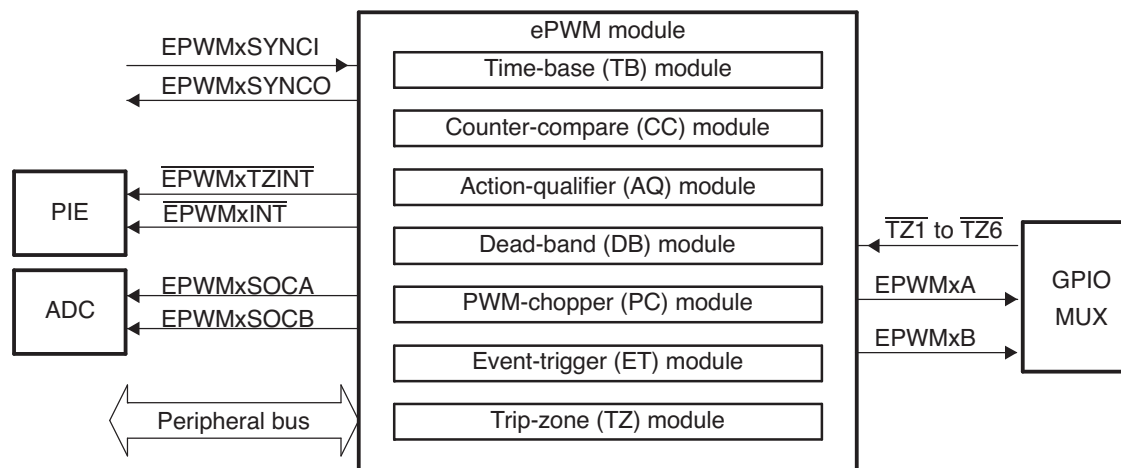 ePWM module
EPWMxSYNCI
Time-base (TB) module
EPWMxSYNCO
Counter-compare (CC) module
EPWMxTZINT
Action-qualifier (AQ) module
PIE
EPWMxINT
TZ1 to TZ6
Dead-band (DB) module
EPWMxSOCA
PWM-chopper (PC) module
EPWMxA
GPIO
MUX
ADC
EPWMxSOCB
EPWMxB
Event-trigger (ET) module
Peripheral bus
Trip-zone (TZ) module